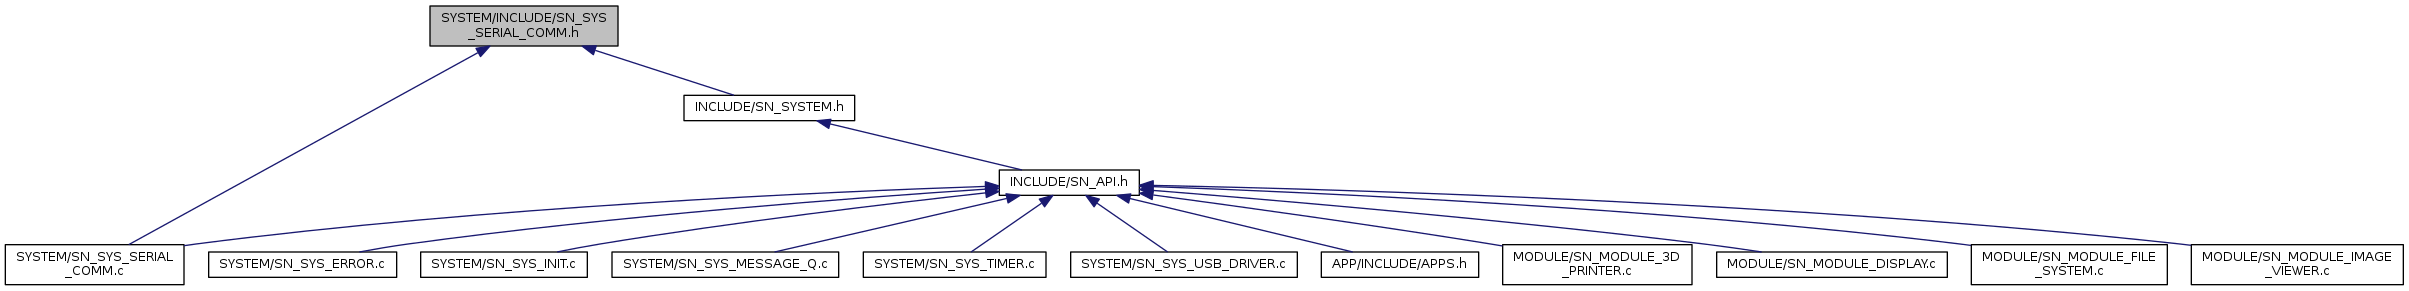 SYSTEM/INCLUDE/SN_SYS
_SERIAL_COMM.h
INCLUDE/SN_SYSTEM.h
INCLUDE/SN_API.h
SYSTEM/SN_SYS_SERIAL
_COMM.c
SYSTEM/SN_SYS_ERROR.c
SYSTEM/SN_SYS_INIT.c
SYSTEM/SN_SYS_MESSAGE_Q.c
SYSTEM/SN_SYS_TIMER.c
SYSTEM/SN_SYS_USB_DRIVER.c
APP/INCLUDE/APPS.h
MODULE/SN_MODULE_3D
_PRINTER.c
MODULE/SN_MODULE_DISPLAY.c
MODULE/SN_MODULE_FILE
_SYSTEM.c
MODULE/SN_MODULE_IMAGE
_VIEWER.c